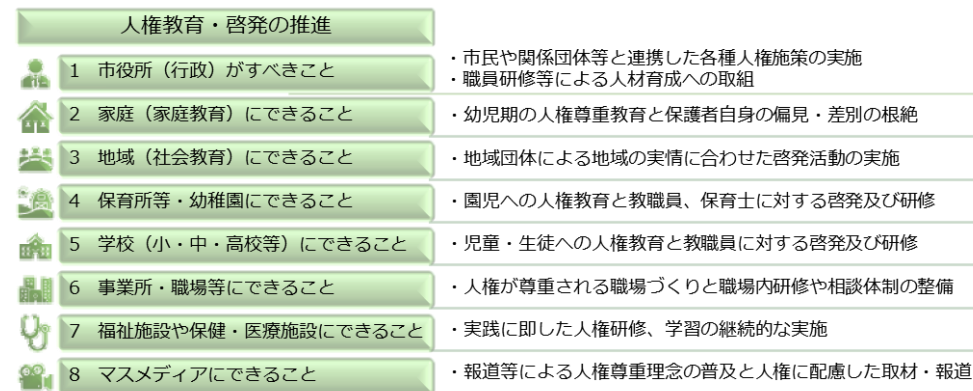 人権教育・啓発の推進
1 市役所（行政）がすべきこと
・市民や関係団体等と連携した各種人権施策の実施
・職員研修等による人材育成への取組
2 家庭（家庭教育）にできること
・幼児期の人権尊重教育と保護者自身の偏見・差別の根絶
3 地域（社会教育）にできること
・地域団体による地域の実情に合わせた啓発活動の実施
4 保育所等・幼稚園にできること
・園児への人権教育と教職員、保育士に対する啓発及び研修
5 学校（小・中・高校等）にできること
・児童・生徒への人権教育と教職員に対する啓発及び研修
6 事業所・職場等にできること
・人権が尊重される職場づくりと職場内研修や相談体制の整備
7 福祉施設や保健・医療施設にできること
・実践に即した人権研修、学習の継続的な実施
8 マスメディアにできること
・報道等による人権尊重理念の普及と人権に配慮した取材・報道